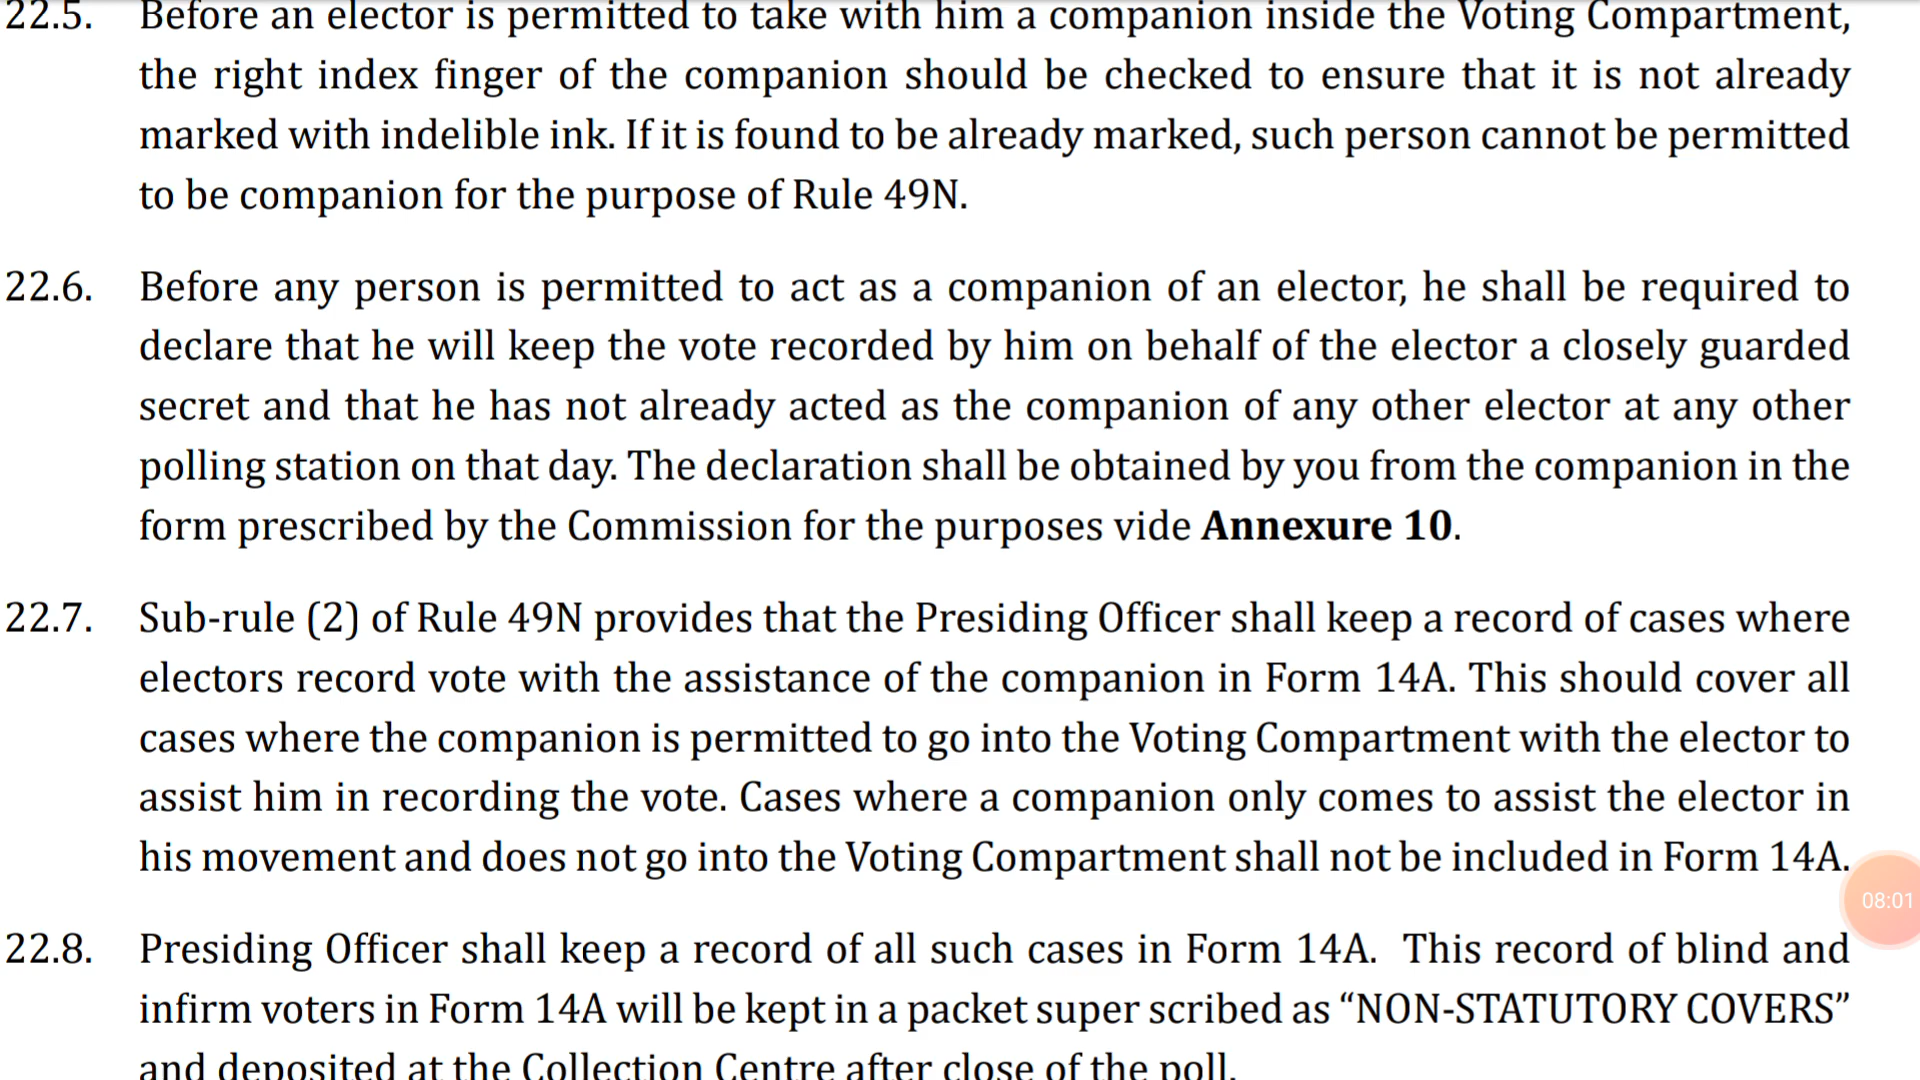 22.5. Before an elector is permitted to take with him a companion inside the Voting Compartment,
the right index finger of the companion should be checked to ensure that it is not already
marked with indelible ink. If it is found to be already marked, such person cannot be permitted
to be companion for the purpose of Rule 49N.
22.6. Before any person is permitted to act as a companion of an elector, he shall be required to
declare that he will keep the vote recorded by him on behalf of the elector a closely guarded
secret and that he has not already acted as the companion of any other elector at any other
polling station on that day. The declaration shall be obtained by you from the companion in the
form prescribed by the Commission for the purposes vide Annexure 10.
22.7. Sub-rule (2) of Rule 49N provides that the Presiding Officer shall keep a record of cases where
electors record vote with the assistance of the companion in Form 14A. This should cover all
cases where the companion is permitted to go into the Voting Compartment with the elector to
assist him in recording the vote. Cases where a companion only comes to assist the elector in
his movement and does not go into the Voting Compartment shall not be included in Form 14A.
08:01
22.8. Presiding Officer shall keep a record of all such cases in Form 14A. This record of blind and
infirm voters in Form 14A will be kept in a packet super scribed as “NON-STATUTORY COVERS”
and deposited at the Collection Centre after close of the poll.